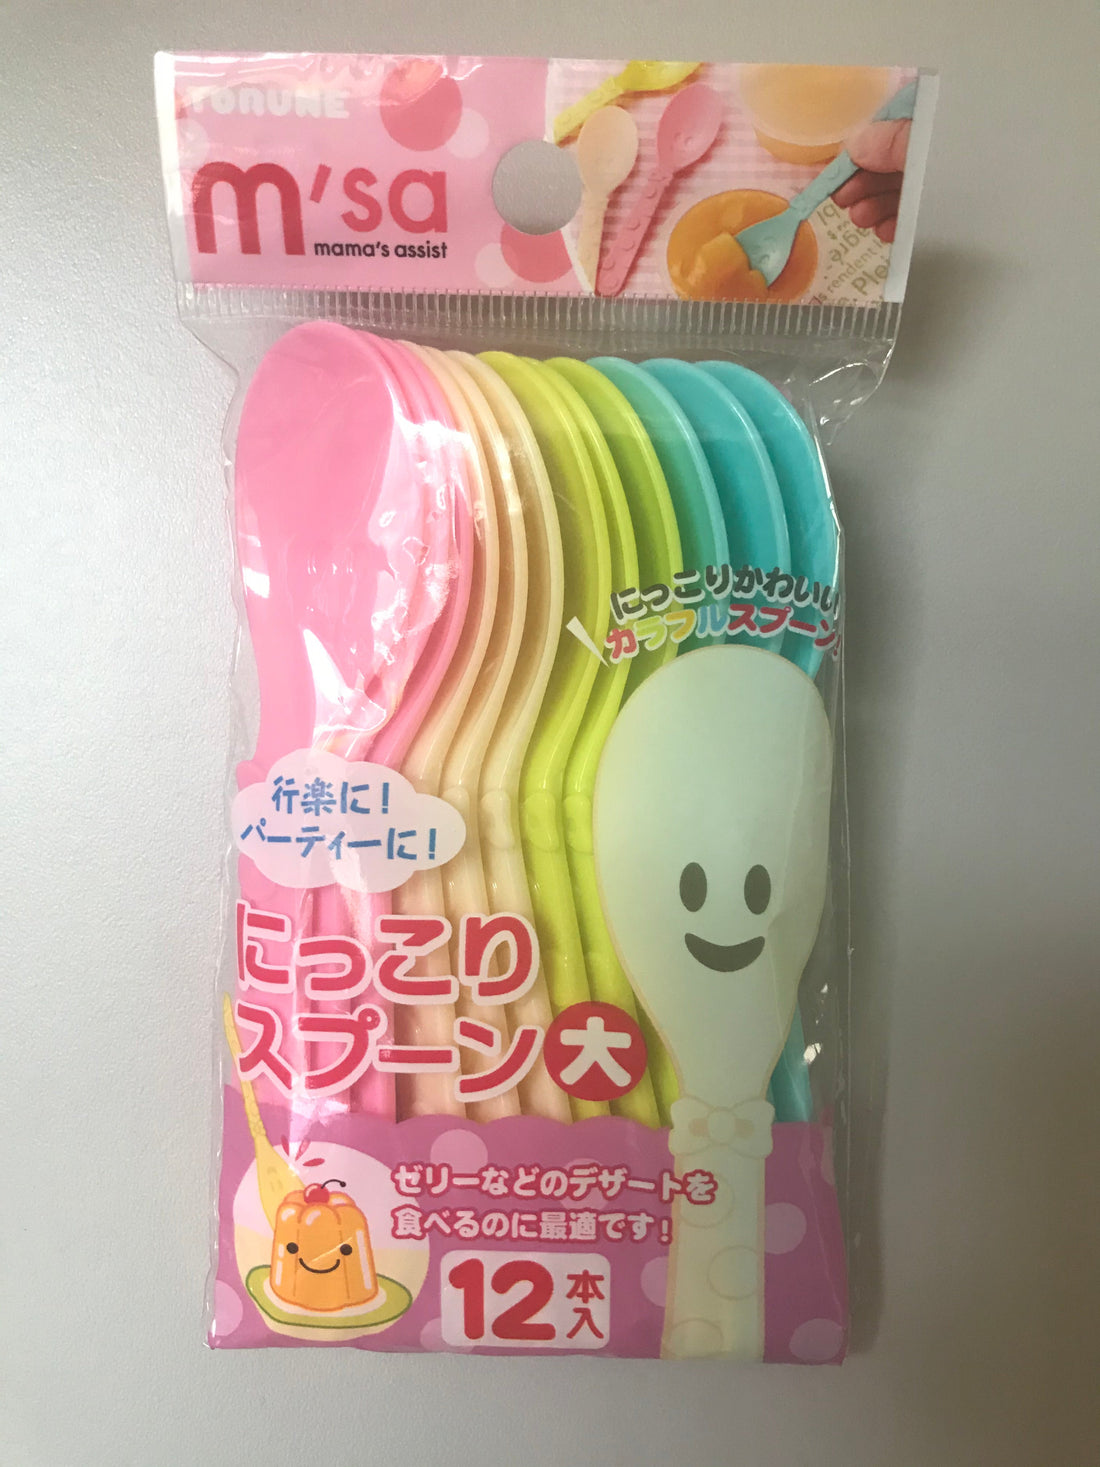 TORUNE
m'sa
mama's assist
にっこりかわいい
カラフルスプーン!
行楽に!
パーティーに!
にっこり
スプーン 大
ゼリーなどのデザートを
食べるのに最適です!
12本入